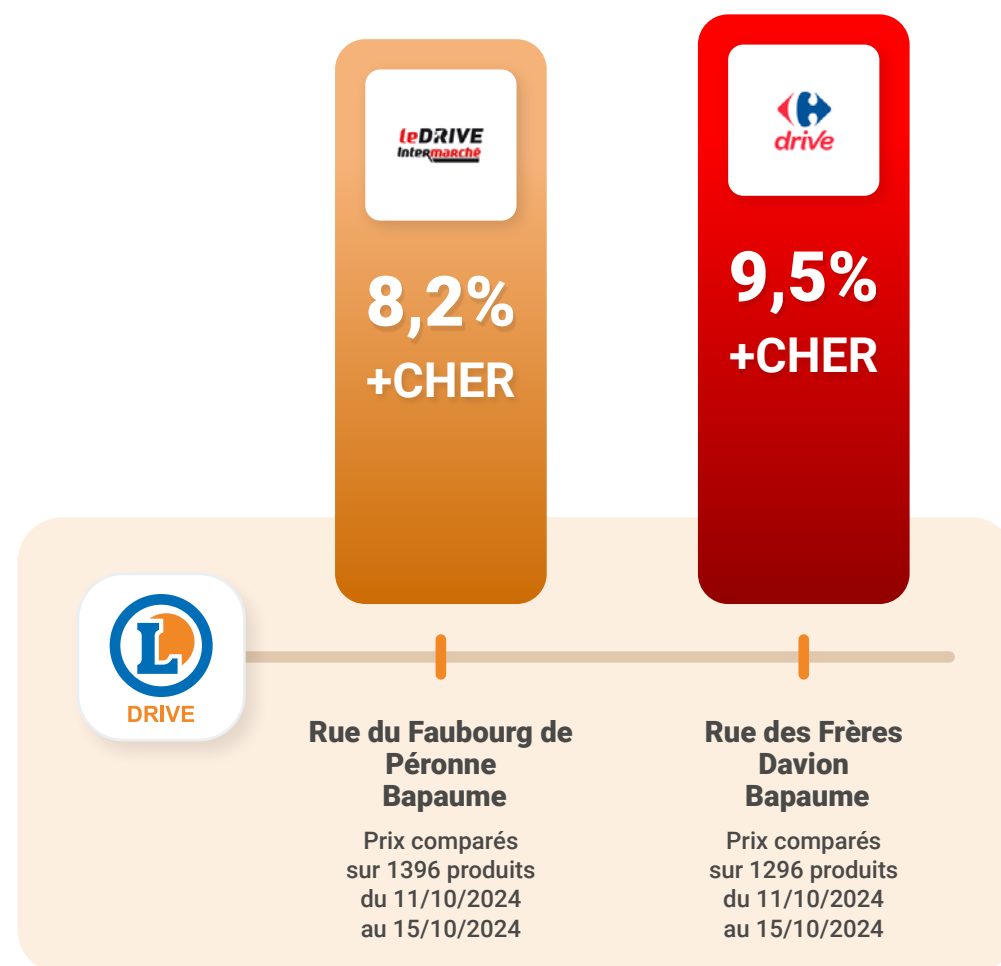 leDRIVE
Intermarché
8,2%
+CHER
drive
9,5%
+CHER
L
DRIVE
Rue du Faubourg de
Péronne
Bapaume
Prix comparés
sur 1396 produits
du 11/10/2024
au 15/10/2024
Rue des Frères
Davion
Bapaume
Prix comparés
sur 1296 produits
du 11/10/2024
au 15/10/2024